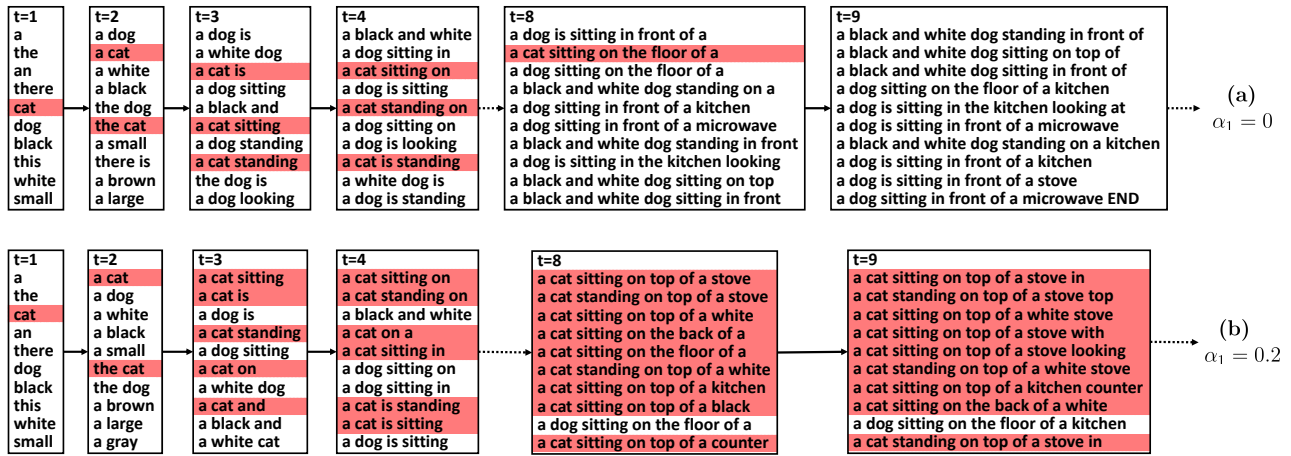 t=1
a
the
an
there
cat
dog
black
this
white
small
t=2
a dog
a cat
a white
a black
the dog
the cat
a small
there is
a brown
a large
t=3
a dog is
a white dog
a cat is
a dog sitting
a black and
a cat sitting
a dog standing
a cat standing
the dog is
a dog looking
t=4
a black and white
a dog sitting in
a cat sitting on
a dog is sitting
a cat standing on
a dog sitting on
a dog is looking
a cat is standing
a white dog is
a dog is standing
t=8
a dog is sitting in front of a
a cat sitting on the floor of a
a dog sitting on the floor of a
a black and white dog standing on a
a dog sitting in front of a kitchen
a dog sitting in front of a microwave
a black and white dog standing in front
a dog is sitting in the kitchen looking
a black and white dog sitting on top
a black and white dog sitting in front
t=9
a black and white dog standing in front of
a black and white dog sitting on top of
a black and white dog sitting in front of
a dog sitting on the floor of a kitchen
a dog is sitting in the kitchen looking at
a dog is sitting in front of a microwave
a black and white dog standing on a kitchen
a dog is sitting in front of a kitchen
a dog is sitting in front of a stove
a dog sitting in front of a microwave END
(a)
α₁ = 0
t=1
a
the
cat
an
there
dog
black
this
white
small
t=2
a cat
a dog
a white
a black
a small
the cat
the dog
a brown
a large
a gray
t=3
a cat sitting
a cat is
a dog is
a cat standing
a dog sitting
a cat on
a white dog
a cat and
a black and
a white cat
t=4
a cat sitting on
a cat standing on
a black and white
a cat on a
a cat sitting in
a dog sitting on
a dog sitting in
a cat is standing
a cat is sitting
a dog is sitting
t=8
a cat sitting on top of a stove
a cat standing on top of a stove
a cat sitting on top of a white
a cat sitting on the back of a
a cat sitting on the floor of a
a cat standing on top of a white
a cat sitting on top of a kitchen
a cat sitting on top of a black
a dog sitting on the floor of a
a cat sitting on top of a counter
t=9
a cat sitting on top of a stove in
a cat standing on top of a stove top
a cat sitting on top of a white stove
a cat sitting on top of a stove with
a cat sitting on top of a stove looking
a cat standing on top of a white stove
a cat sitting on top of a kitchen counter
a cat sitting on the back of a white
a dog sitting on the floor of a kitchen
a cat standing on top of a stove in
(b)
α₁ = 0.2